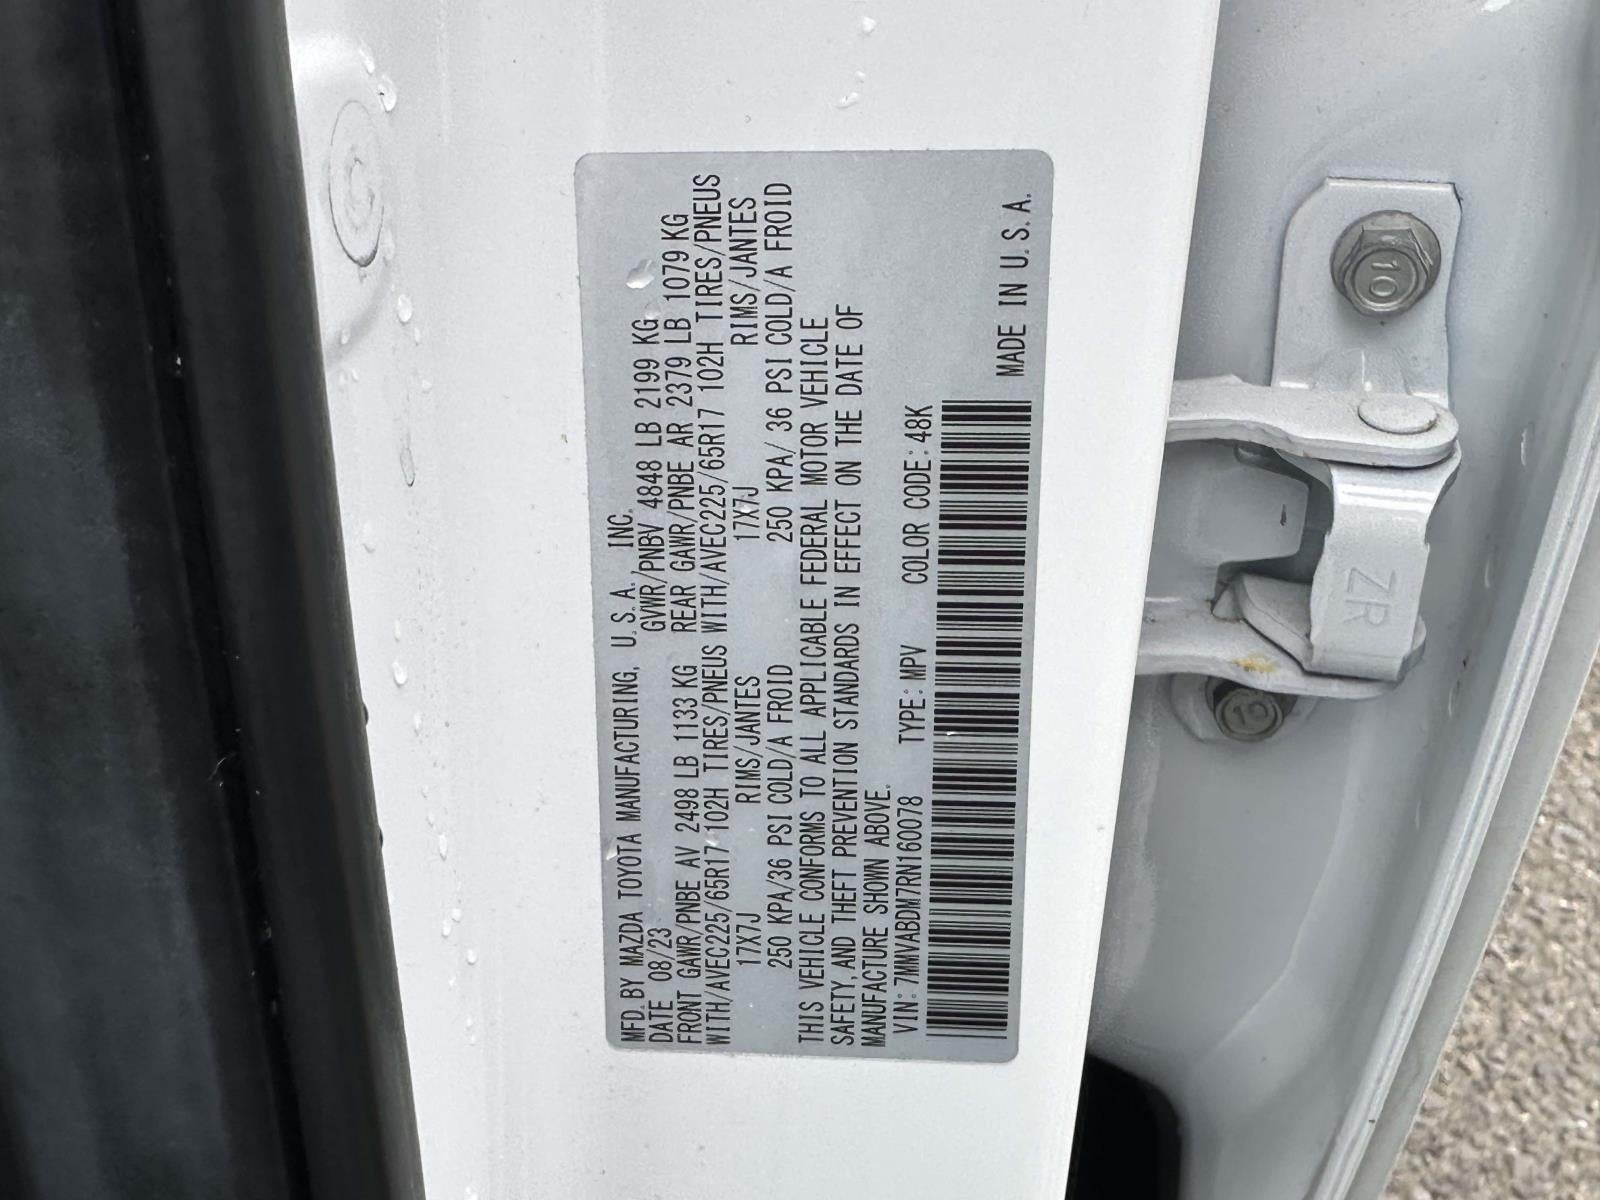 MFD. BY MAZDA TOYOTA MANUFACTURING, U.S.A., INC.
DATE 08/23 GVWR/PNBV 4848 LB 2199 KG
FRONT GAWR/PNBE AV 2498 LB 1133 KG REAR GAWR/PNBE AR 2379 LB 1079 KG
WITH/AVEC225/65R17 102H TIRES/PNEUS WITH/AVEC225/65R17 102H TIRES/PNEUS
17X7J RIMS/JANTES 17X7J RIMS/JANTES
250 KPA/36 PSI COLD/A FROID 250 KPA/ 36 PSI COLD/A FROID
THIS VEHICLE CONFORMS TO ALL APPLICABLE FEDERAL MOTOR VEHICLE
SAFETY, AND THEFT PREVENTION STANDARDS IN EFFECT ON THE DATE OF
MANUFACTURE SHOWN ABOVE.
VIN: 7MMVABDM7RN160078 TYPE: MPV COLOR CODE: 48K
MADE IN U.S.A.
10
ZR
10